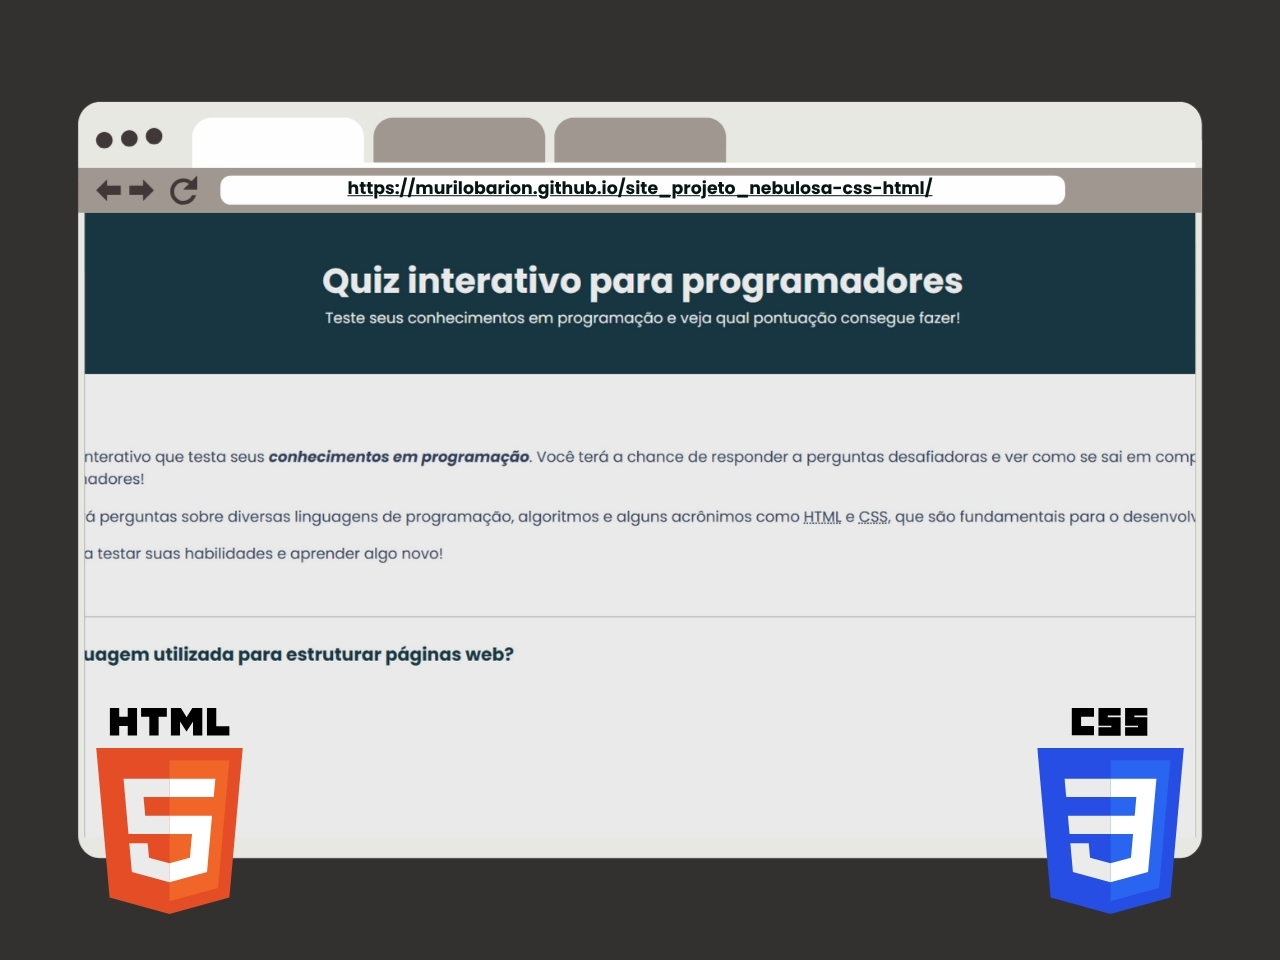 https://murilobarion.github.io/site_projeto_nebulosa-css-html/
Quiz interativo para programadores
Teste seus conhecimentos em programação e veja qual pontuação consegue fazer!
nterativo que testa seus conhecimentos em programação. Você terá a chance de responder a perguntas desafiadoras e ver como se sai em comp
nadores!
á perguntas sobre diversas linguagens de programação, algoritmos e alguns acrônimos como HTML e CSS, que são fundamentais para o desenvolv
a testar suas habilidades e aprender algo novo!
uagem utilizada para estruturar páginas web?
HTML
CSS
5
3